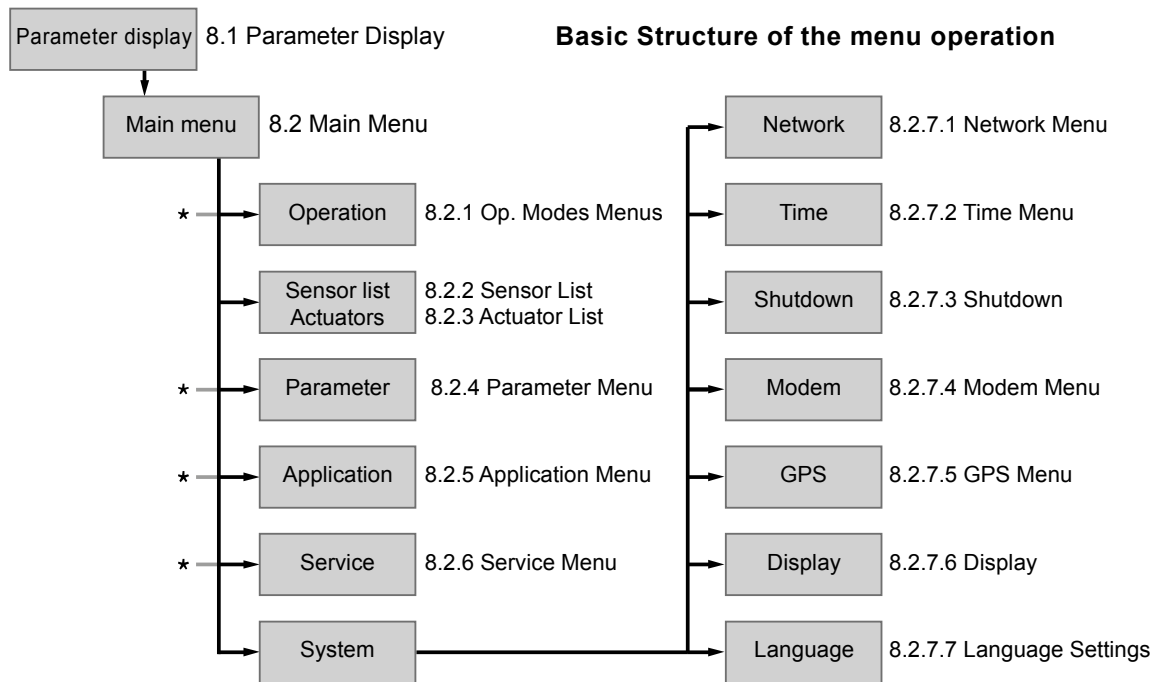 Parameter display
8.1 Parameter Display
Basic Structure of the menu operation
Main menu
8.2 Main Menu
* Operation
8.2.1 Op. Modes Menus
Sensor list
Actuators
8.2.2 Sensor List
8.2.3 Actuator List
* Parameter
8.2.4 Parameter Menu
* Application
8.2.5 Application Menu
* Service
8.2.6 Service Menu
System
Network
8.2.7.1 Network Menu
Time
8.2.7.2 Time Menu
Shutdown
8.2.7.3 Shutdown
Modem
8.2.7.4 Modem Menu
GPS
8.2.7.5 GPS Menu
Display
8.2.7.6 Display
Language
8.2.7.7 Language Settings